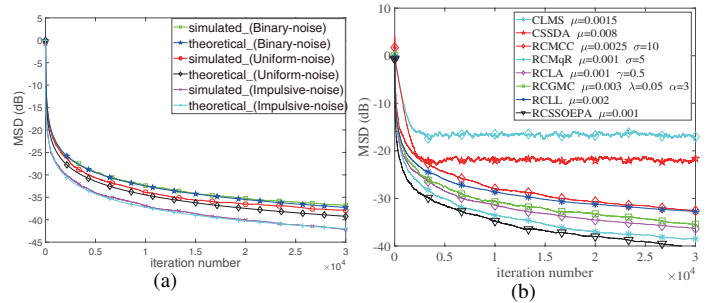 simulated_(Binary-noise)
theoretical_(Binary-noise)
simulated_(Uniform-noise)
theoretical_(Uniform-noise)
simulated_(Impulsive-noise)
theoretical_(Impulsive-noise)
MSD (dB)
5
0
-5
-10
-15
-20
-25
-30
-35
-40
-45
0 0.5 1 1.5 2 2.5 3
×10⁴
iteration number
(a)
CLMS μ=0.0015
CSSDA μ=0.008
RCMCC μ=0.0025 σ=10
RCMqR μ=0.001 σ=5
RCLA μ=0.001 γ=0.5
RCGMC μ=0.003 λ=0.05 α=3
RCLL μ=0.002
RCSSOEPA μ=0.001
MSD (dB)
10
0
-10
-20
-30
-40
0 0.5 1 1.5 2 2.5 3
×10⁴
iteration number
(b)